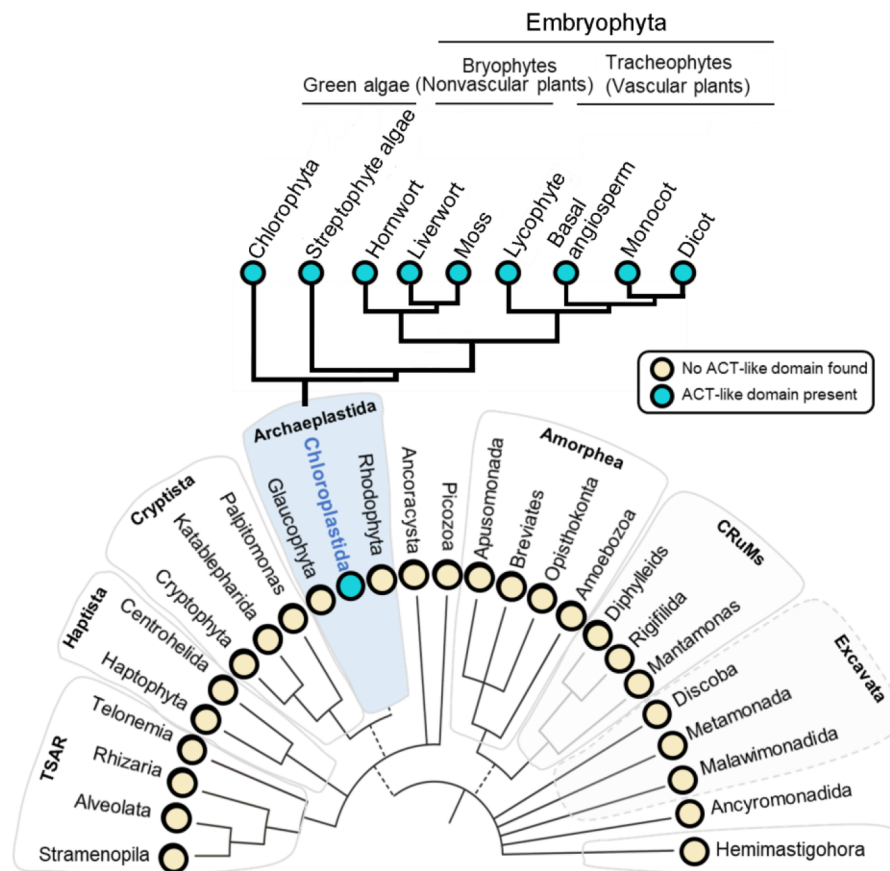 Embryophyta
Green algae
Bryophytes
(Nonvascular plants)
Tracheophytes
(Vascular plants)
Chlorophyta
Streptophyte algae
Hornwort
Liverwort
Moss
Lycophyte
Basal
angiosperm
Monocot
Dicot
No ACT-like domain found
ACT-like domain present
TSAR
Stramenopila
Alveolata
Rhizaria
Telonemia
Haptista
Haptophyta
Centrohelida
Cryptista
Cryptophyta
Katablepharida
Palpitomonas
Archaeplastida
Glaucophyta
Chloroplastida
Rhodophyta
Ancoracysta
Picozoa
Amorphea
Apusomonada
Breviates
Opisthokonta
Amoebozoa
CRuMs
Diphylleids
Rigifilida
Mantamonas
Excavata
Discoba
Metamonada
Malawimonadida
Ancyromonadida
Hemimastigohora